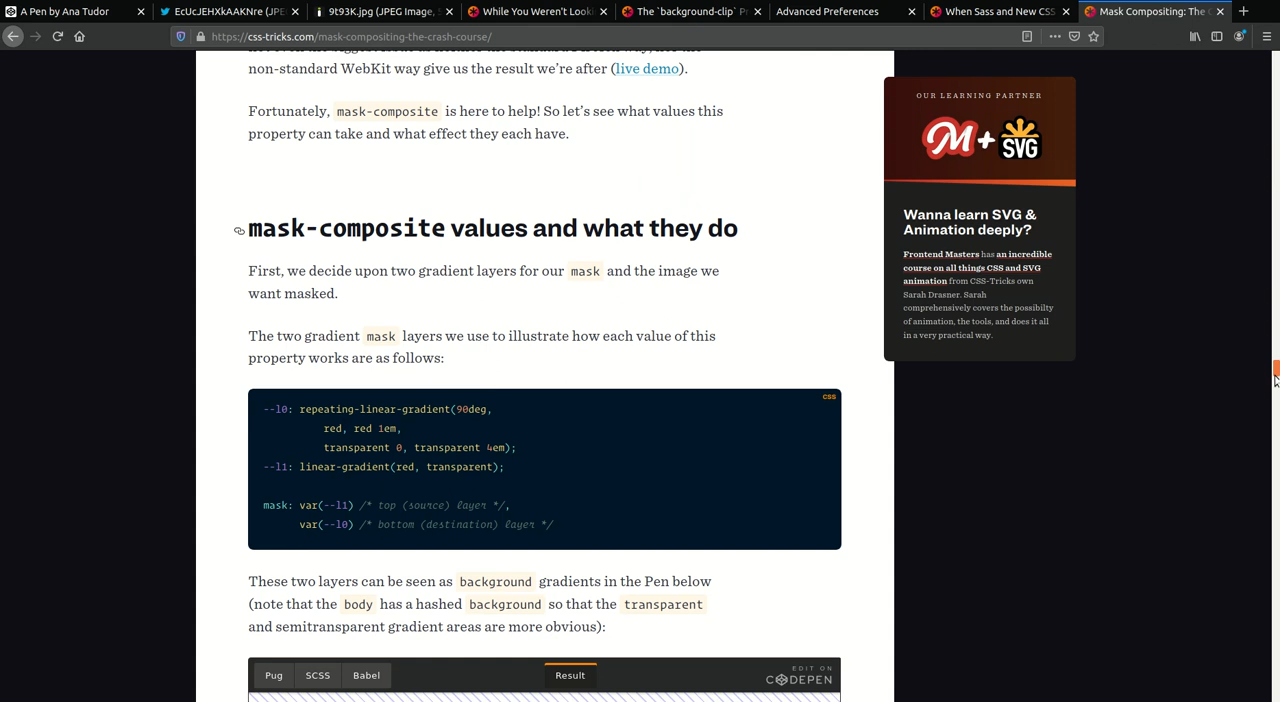 A Pen by Ana Tudor
EcUcJEHXkAAKNre (JPE
9t93K.jpg (JPEG Image, 5
While You Weren't Looki
The `background-clip` Pr
Advanced Preferences
When Sass and New CSS
Mask Compositing: The C
https://css-tricks.com/mask-compositing-the-crash-course/
non-standard WebKit way give us the result we're after (live demo).
Fortunately, mask-composite is here to help! So let's see what values this
property can take and what effect they each have.
mask-composite values and what they do
First, we decide upon two gradient layers for our mask and the image we
want masked.
The two gradient mask layers we use to illustrate how each value of this
property works are as follows:
CSS
--l0: repeating-linear-gradient(90deg,
red, red 1em,
transparent 0, transparent 4em);
--l1: linear-gradient(red, transparent);
mask: var(--l1) /* top (source) layer */,
var(--l0) /* bottom (destination) layer */
These two layers can be seen as background gradients in the Pen below
(note that the body has a hashed background so that the transparent
and semitransparent gradient areas are more obvious):
Pug
SCSS
Babel
Result
EDIT ON
CODEPEN
OUR LEARNING PARTNER
M + SVG
Wanna learn SVG &
Animation deeply?
Frontend Masters has an incredible
course on all things CSS and SVG
animation from CSS-Tricks own
Sarah Drasner. Sarah
comprehensively covers the possibilty
of animation, the tools, and does it all
in a very practical way.